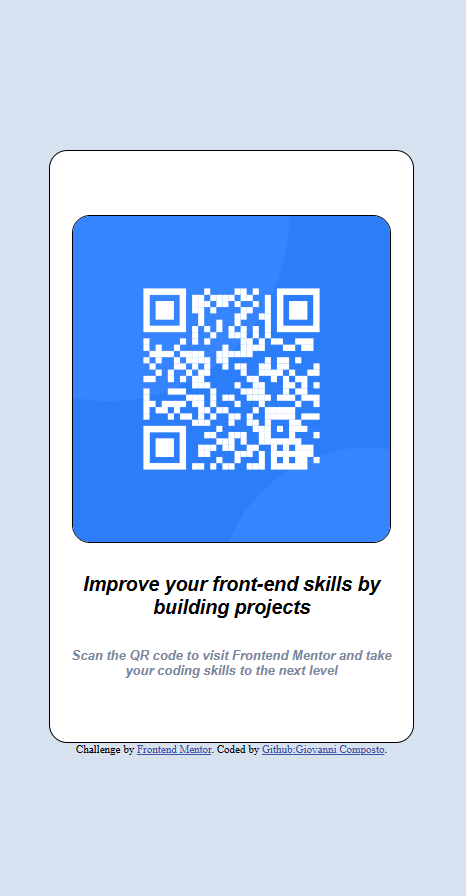 Improve your front-end skills by
building projects
Scan the QR code to visit Frontend Mentor and take
your coding skills to the next level
Challenge by Frontend Mentor. Coded by Github:Giovanni Composto.